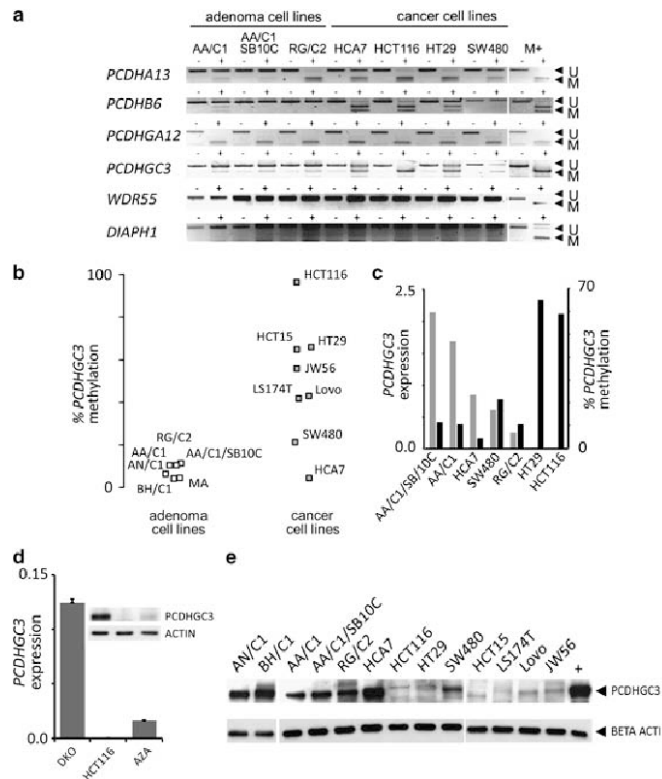 a
adenoma cell lines cancer cell lines
AA/C1 AA/C1 SB10C RG/C2 HCA7 HCT116 HT29 SW480 M+
- + - + - + - + - + - + - + - +
PCDHA13 U M
- + - + - + - + - + - + - + - +
PCDHB6 U M
- + - + - + - + - + - + - + - +
PCDHGA12 U M
- + - + - + - + - + - + - + - +
PCDHGC3 U M
- + - + - + - + - + - + - + - +
WDR55 U M
- + - + - + - + - + - + - + - +
DIAPH1 U M
b
100
% PCDHGC3 methylation
0
HCT116
HCT15
HT29
JW56
LS174T
Lovo
SW480
HCA7
RG/C2
AA/C1
AA/C1/SB10C
AN/C1
BH/C1
MA
adenoma cell lines
cancer cell lines
c
2.5
PCDHGC3 expression
0.0
70
% PCDHGC3 methylation
0
AA/C1/SB/10C
AA/C1
HCA7
SW480
RG/C2
HT29
HCT116
d
0.15
PCDHGC3 expression
0.0
PCDHGC3
ACTIN
DKO
HCT116
AZA
e
AN/C1
BH/C1
AA/C1
AA/C1/SB10C
RG/C2
HCA7
HCT116
HT29
SW480
HCT15
LS174T
Lovo
JW56
+
PCDHGC3
BETA ACTI